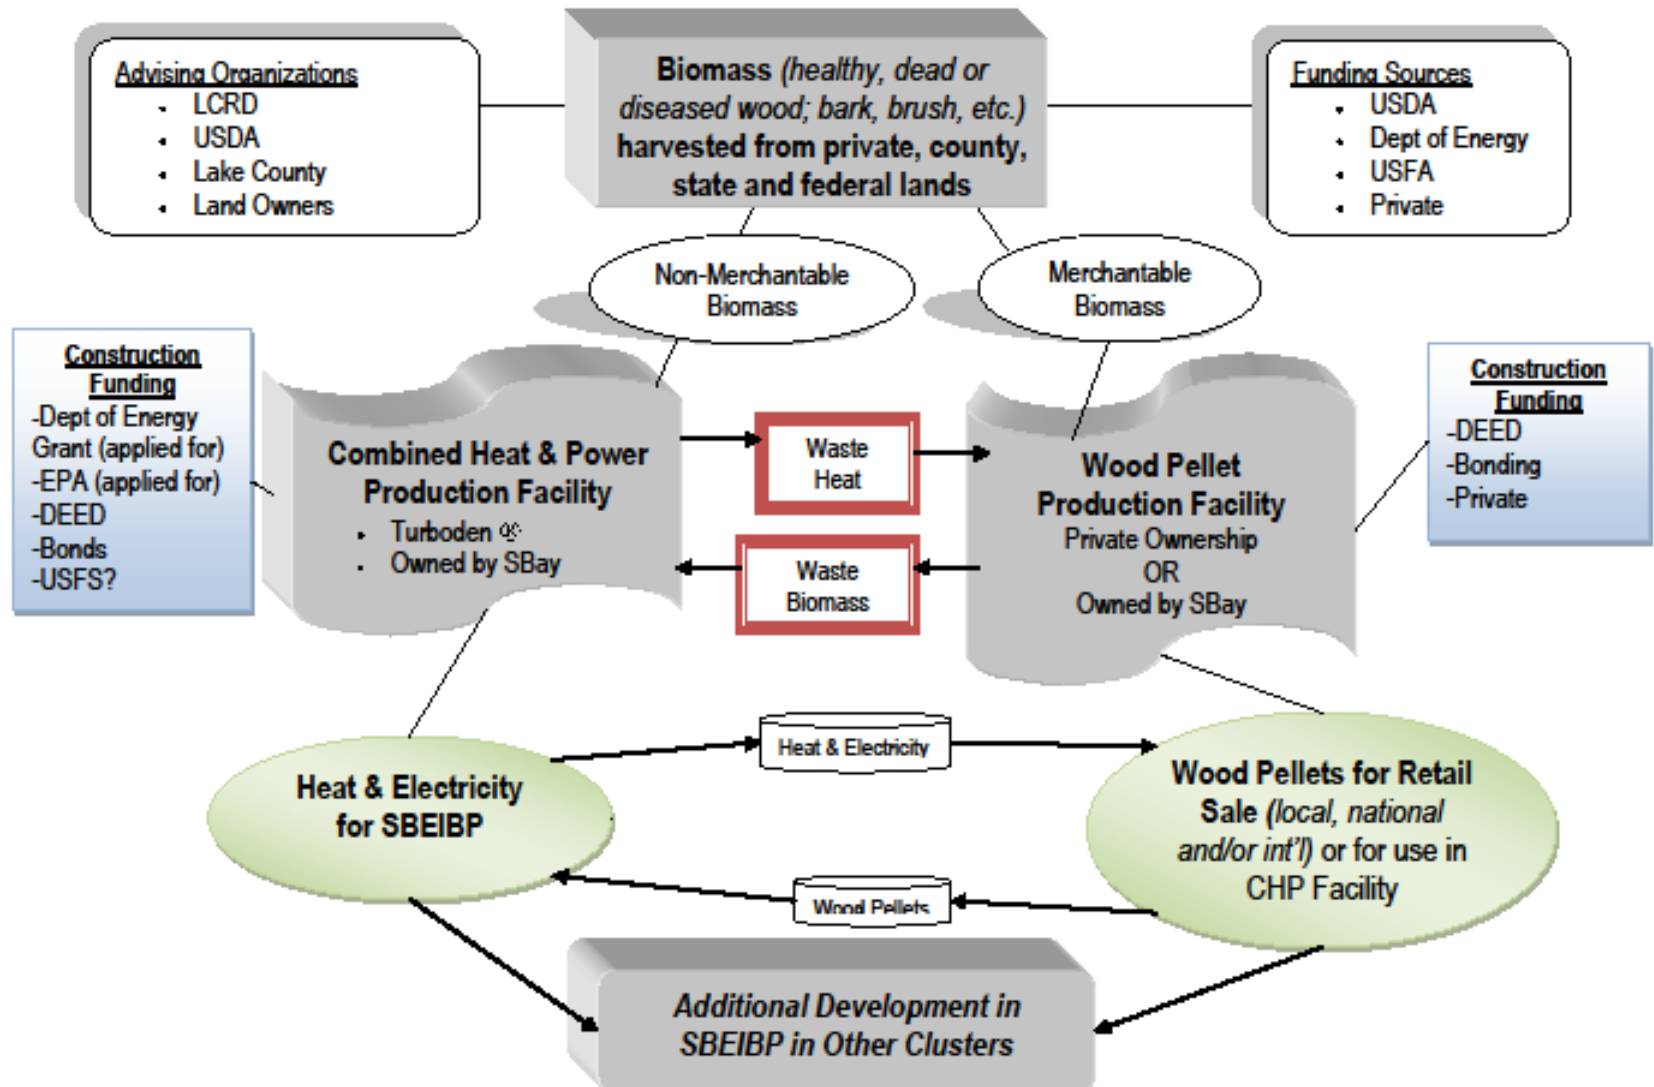 Advising Organizations
• LCRD
• USDA
• Lake County
• Land Owners
Biomass (healthy, dead or
diseased wood; bark, brush, etc.)
harvested from private, county,
state and federal lands
Funding Sources
• USDA
• Dept of Energy
• USFA
• Private
Non-Merchantable
Biomass
Merchantable
Biomass
Construction
Funding
-Dept of Energy
Grant (applied for)
-EPA (applied for)
-DEED
-Bonds
-USFS?
Combined Heat & Power
Production Facility
• Turboden ®
• Owned by SBay
Waste
Heat
Waste
Biomass
Wood Pellet
Production Facility
Private Ownership
OR
Owned by SBay
Construction
Funding
-DEED
-Bonding
-Private
Heat & Electricity
for SBEIBP
Heat & Electricity
Wood Pellets
Wood Pellets for Retail
Sale (local, national
and/or int'l) or for use in
CHP Facility
Additional Development in
SBEIBP in Other Clusters